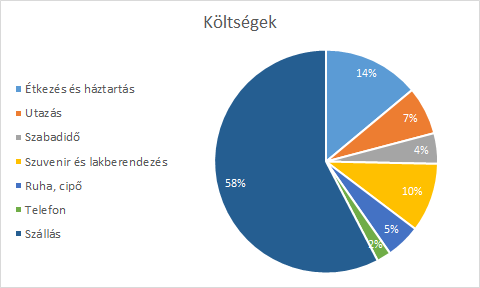 Költségek
Étkezés és háztartás
Utazás
Szabadidő
Szuvenir és lakberendezés
Ruha, cipő
Telefon
Szállás
14%
7%
4%
10%
5%
2%
58%